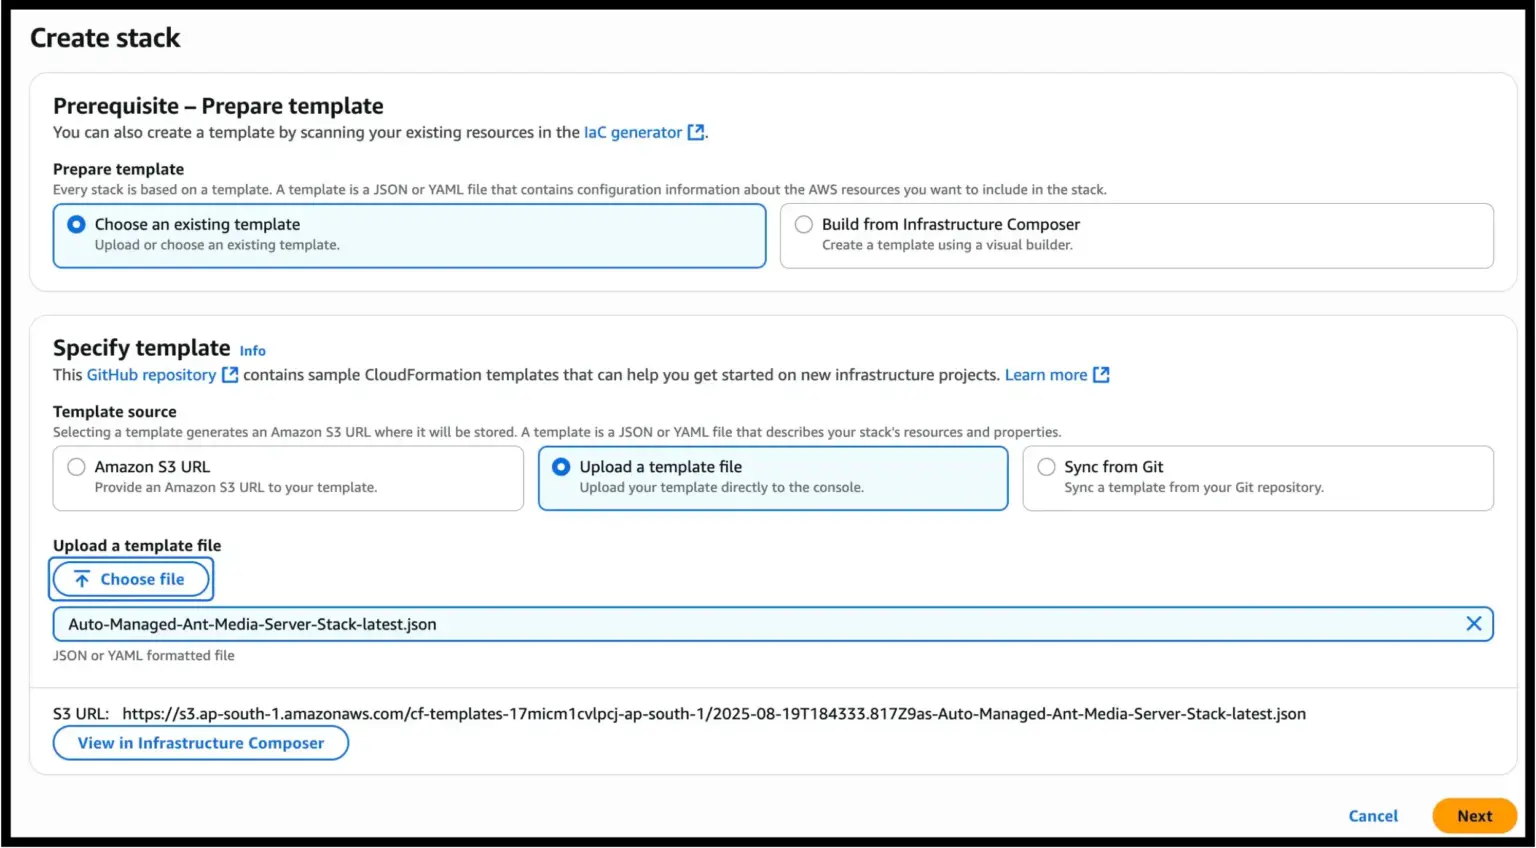 Create stack
Prerequisite – Prepare template
You can also create a template by scanning your existing resources in the IaC generator.
Prepare template
Every stack is based on a template. A template is a JSON or YAML file that contains configuration information about the AWS resources you want to include in the stack.
Choose an existing template
Upload or choose an existing template.
Build from Infrastructure Composer
Create a template using a visual builder.
Specify template Info
This GitHub repository contains sample CloudFormation templates that can help you get started on new infrastructure projects. Learn more
Template source
Selecting a template generates an Amazon S3 URL where it will be stored. A template is a JSON or YAML file that describes your stack's resources and properties.
Amazon S3 URL
Provide an Amazon S3 URL to your template.
Upload a template file
Upload your template directly to the console.
Sync from Git
Sync a template from your Git repository.
Upload a template file
Choose file
Auto-Managed-Ant-Media-Server-Stack-latest.json
JSON or YAML formatted file
S3 URL: https://s3.ap-south-1.amazonaws.com/cf-templates-17micm1cvlpcj-ap-south-1/2025-08-19T184333.817Z9as-Auto-Managed-Ant-Media-Server-Stack-latest.json
View in Infrastructure Composer
Cancel
Next